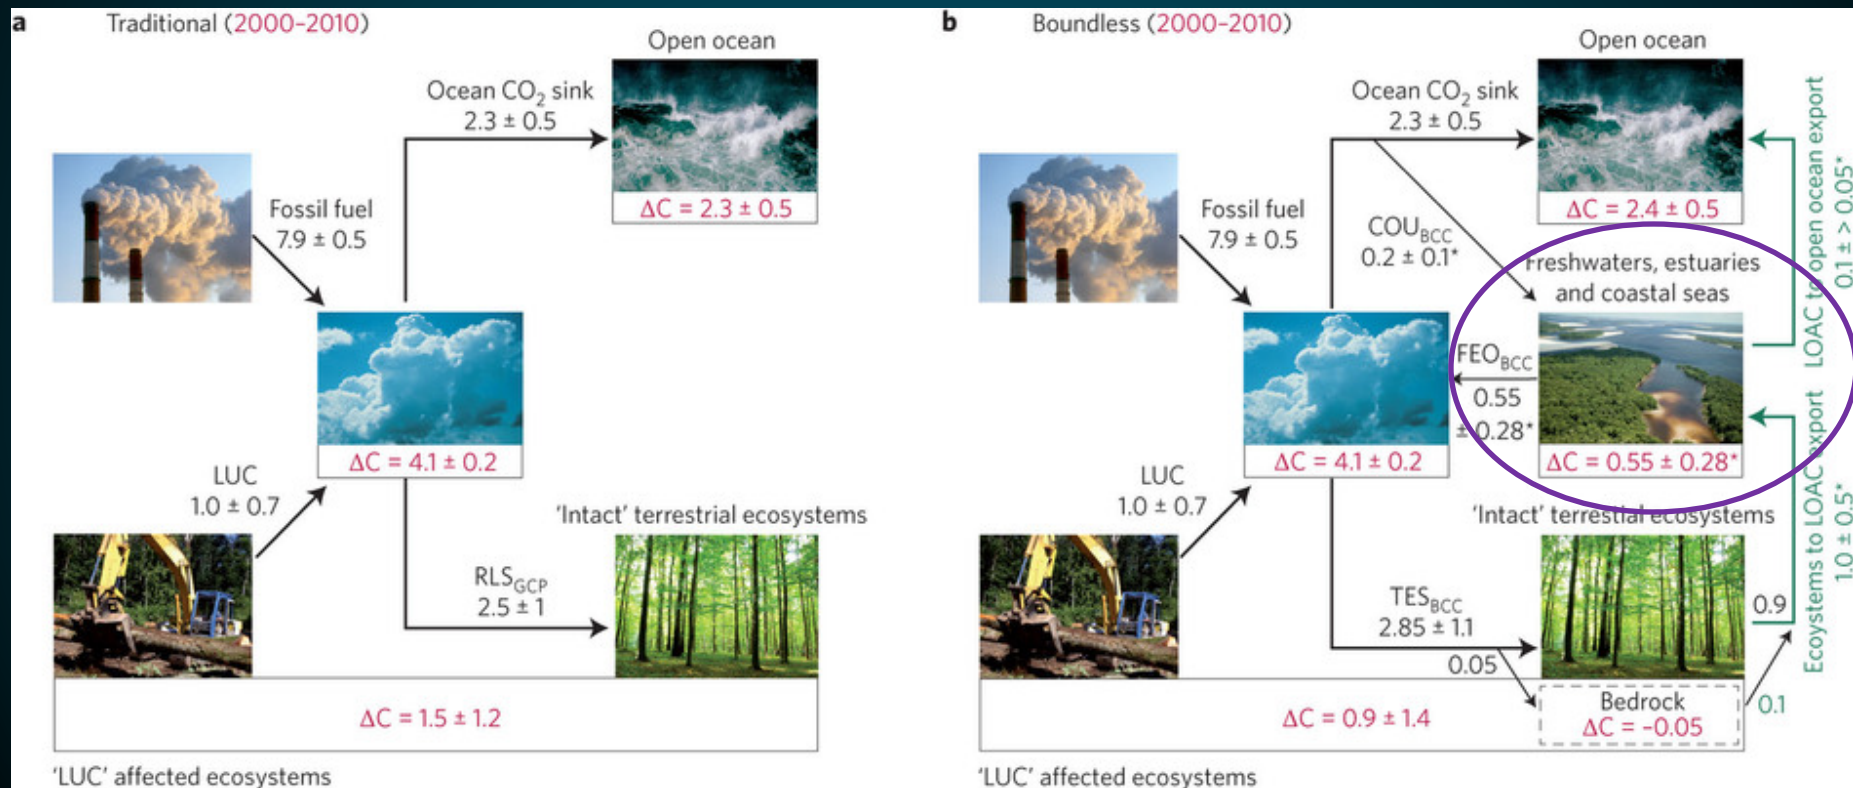 a
Traditional (2000–2010)
Open ocean
Ocean CO₂ sink
2.3 ± 0.5
ΔC = 2.3 ± 0.5
Fossil fuel
7.9 ± 0.5
ΔC = 4.1 ± 0.2
LUC
1.0 ± 0.7
'Intact' terrestrial ecosystems
RLS_GCP
2.5 ± 1
ΔC = 1.5 ± 1.2
'LUC' affected ecosystems
b
Boundless (2000–2010)
Open ocean
Ocean CO₂ sink
2.3 ± 0.5
ΔC = 2.4 ± 0.5
Fossil fuel
7.9 ± 0.5
COU_BCC
0.2 ± 0.1*
Freshwaters, estuaries
and coastal seas
FEO_BCC
0.55
± 0.28*
ΔC = 4.1 ± 0.2
ΔC = 0.55 ± 0.28*
LUC
1.0 ± 0.7
'Intact' terrestial ecosystems
TES_BCC
2.85 ± 1.1
0.05
0.9
Bedrock
ΔC = –0.05
0.1
ΔC = 0.9 ± 1.4
'LUC' affected ecosystems
LOAC to open ocean export
0.1 ± > 0.05*
Ecosystems to LOAC export
1.0 ± 0.5*